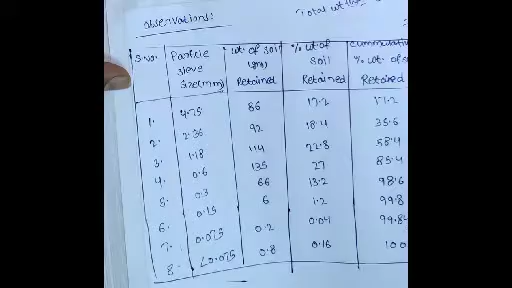 Observations:
Total wt
S.No. Particle sieve size(mm) wt. of soil (gm) Retained % wt. of soil Retained cummulative % wt. of s Retained
1. 4.75 86 17.2 17.2
2. 2.36 92 18.4 35.6
3. 1.18 114 22.8 58.4
4. 0.6 135 27 85.4
5. 0.3 66 13.2 98.6
6. 0.15 6 1.2 99.8
7. 0.075 0.2 0.04 99.84
8. <0.075 0.8 0.16 100